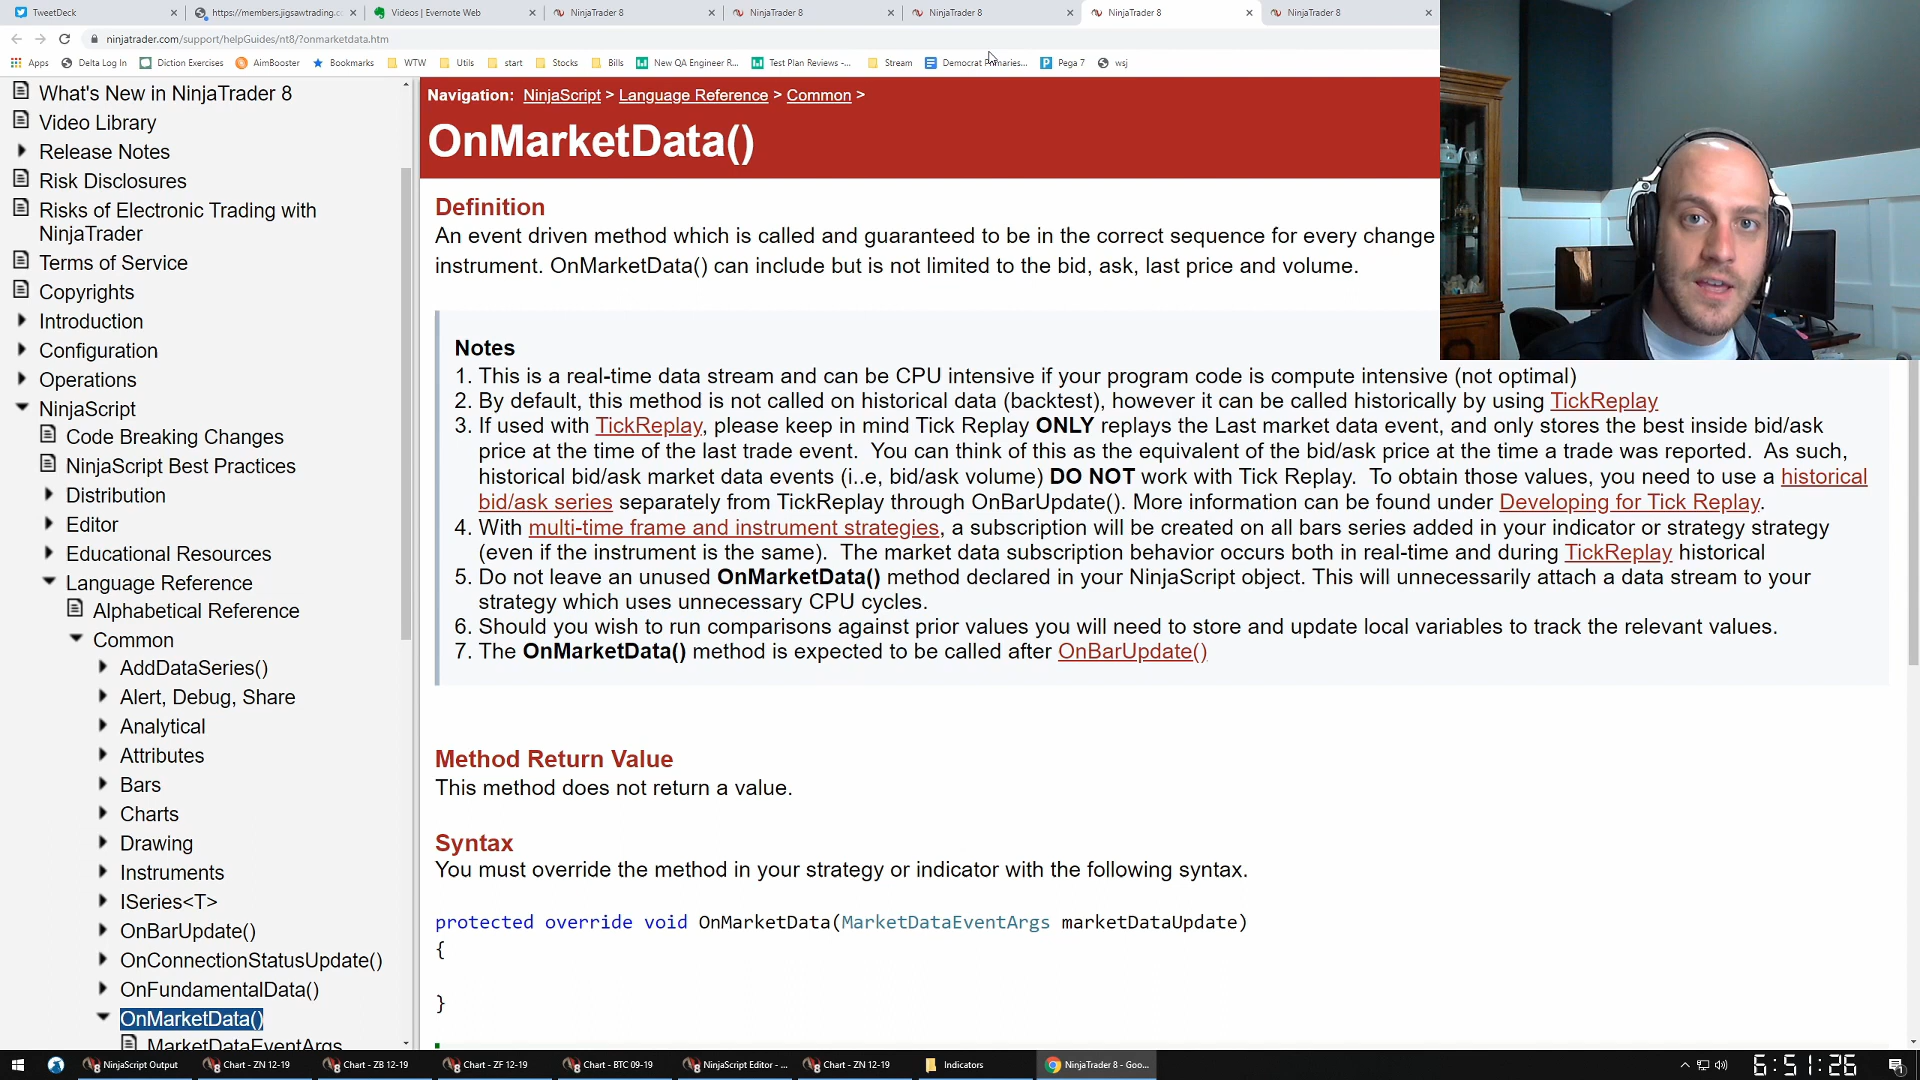 TweetDeck
https://members.jigsawtrading.c
Videos | Evernote Web
NinjaTrader 8
NinjaTrader 8
NinjaTrader 8
NinjaTrader 8
NinjaTrader 8
ninjatrader.com/support/helpGuides/nt8/?onmarketdata.htm
Apps
Delta Log In
Diction Exercises
AimBooster
Bookmarks
WTW
Utils
start
Stocks
Bills
New QA Engineer R...
Test Plan Reviews -...
Stream
Democrat Primaries...
Pega 7
wsj
What's New in NinjaTrader 8
Video Library
Release Notes
Risk Disclosures
Risks of Electronic Trading with
NinjaTrader
Terms of Service
Copyrights
Introduction
Configuration
Operations
NinjaScript
Code Breaking Changes
NinjaScript Best Practices
Distribution
Editor
Educational Resources
Language Reference
Alphabetical Reference
Common
AddDataSeries()
Alert, Debug, Share
Analytical
Attributes
Bars
Charts
Drawing
Instruments
ISeries<T>
OnBarUpdate()
OnConnectionStatusUpdate()
OnFundamentalData()
OnMarketData()
MarketDataEventArgs
Navigation: NinjaScript > Language Reference > Common >
OnMarketData()
Definition
An event driven method which is called and guaranteed to be in the correct sequence for every change
instrument. OnMarketData() can include but is not limited to the bid, ask, last price and volume.
Notes
1. This is a real-time data stream and can be CPU intensive if your program code is compute intensive (not optimal)
2. By default, this method is not called on historical data (backtest), however it can be called historically by using TickReplay
3. If used with TickReplay, please keep in mind Tick Replay ONLY replays the Last market data event, and only stores the best inside bid/ask
price at the time of the last trade event. You can think of this as the equivalent of the bid/ask price at the time a trade was reported. As such,
historical bid/ask market data events (i..e, bid/ask volume) DO NOT work with Tick Replay. To obtain those values, you need to use a historical
bid/ask series separately from TickReplay through OnBarUpdate(). More information can be found under Developing for Tick Replay.
4. With multi-time frame and instrument strategies, a subscription will be created on all bars series added in your indicator or strategy strategy
(even if the instrument is the same). The market data subscription behavior occurs both in real-time and during TickReplay historical
5. Do not leave an unused OnMarketData() method declared in your NinjaScript object. This will unnecessarily attach a data stream to your
strategy which uses unnecessary CPU cycles.
6. Should you wish to run comparisons against prior values you will need to store and update local variables to track the relevant values.
7. The OnMarketData() method is expected to be called after OnBarUpdate()
Method Return Value
This method does not return a value.
Syntax
You must override the method in your strategy or indicator with the following syntax.
protected override void OnMarketData(MarketDataEventArgs marketDataUpdate)
{
}
NinjaScript Output
Chart - ZN 12-19
Chart - ZB 12-19
Chart - ZF 12-19
Chart - BTC 09-19
NinjaScript Editor - ...
Chart - ZN 12-19
Indicators
NinjaTrader 8 - Goo...
6:51:26